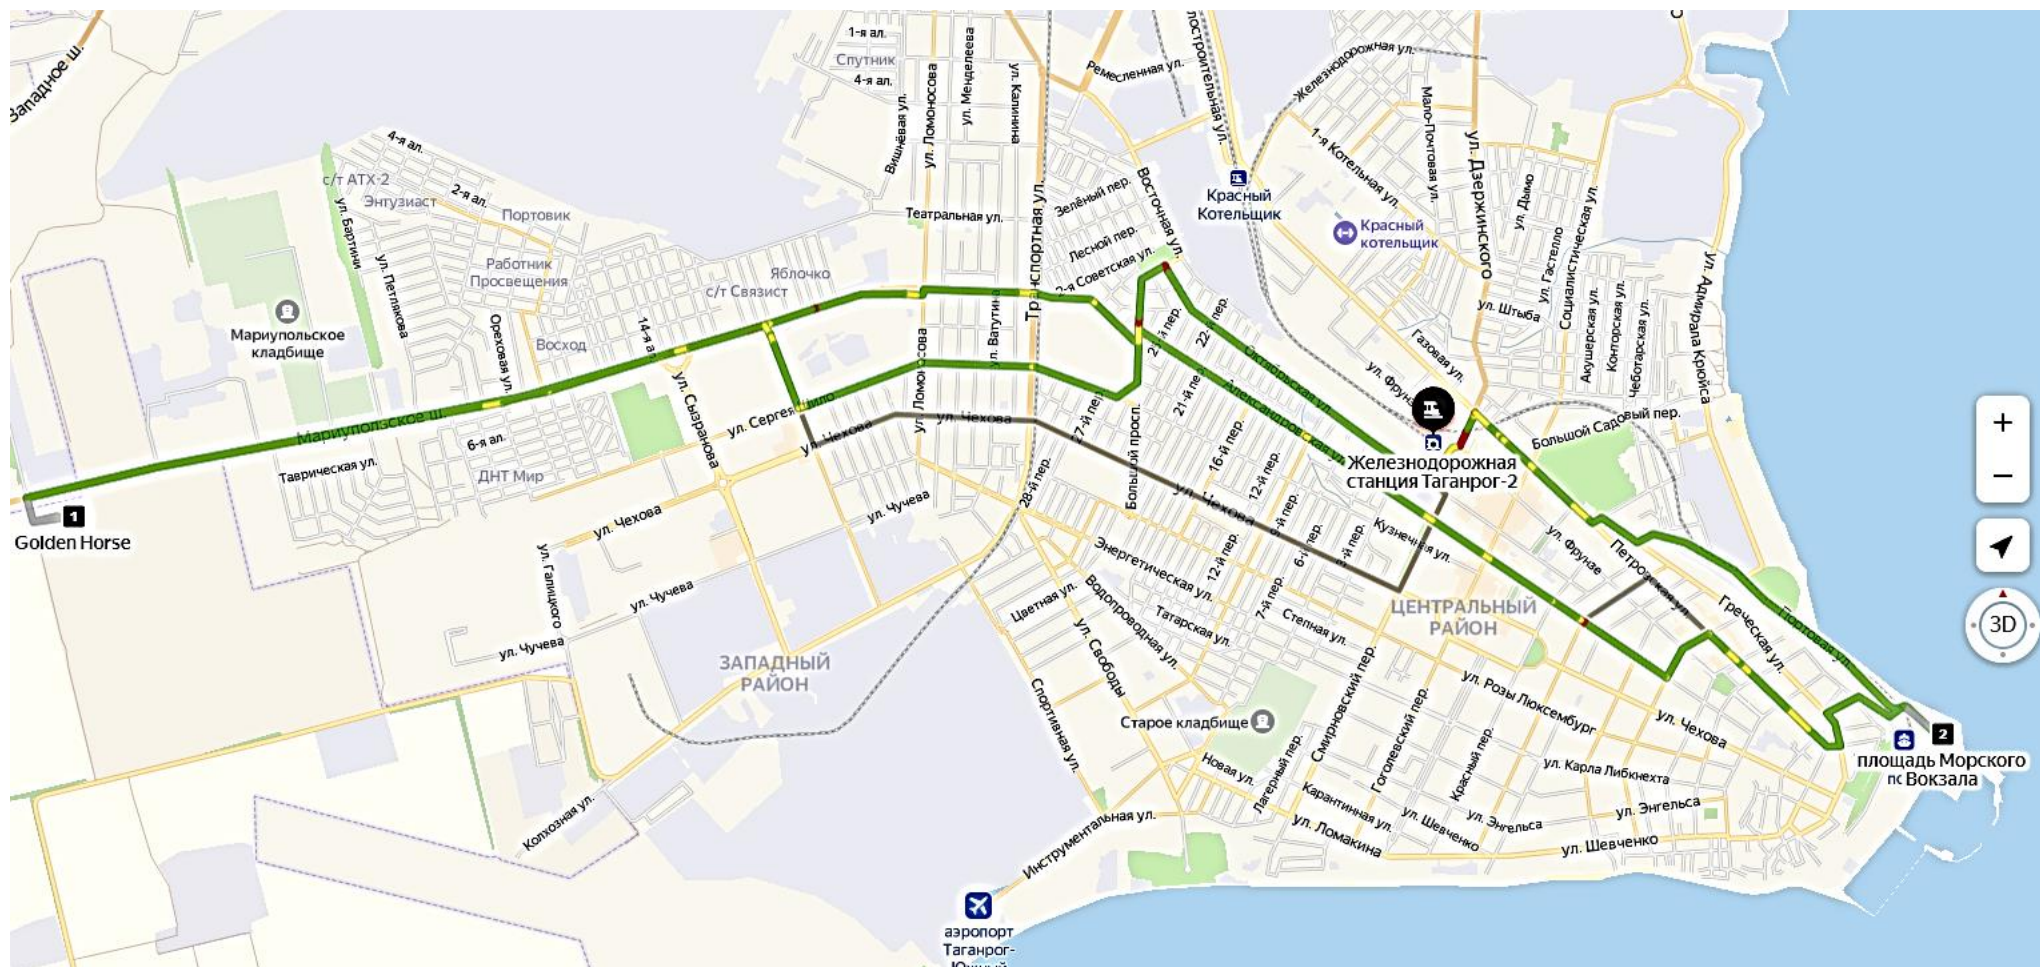 1-я ал.
Спутник
4-я ал.
Западное ш.
Вишнёвая ул.
ул. Ломоносова
ул. Менделеева
ул. Калинина
Ремесленная ул.
Железнодорожная ул.
Мало-Почтовая ул.
1-я Котельная ул.
ул. Дзержинского
4-я ал.
с/т АТХ-2
Энтузиаст
2-я ал.
Портовик
ул. Бартини
ул. Петлякова
Работник
Просвещения
Театральная ул.
Транспортная ул.
Зелёный пер.
Восточная ул.
Лесной пер.
2-я Советская ул.
Красный
Котельщик
Красный
котельщик
ул. Дымо
ул. Гастелло
Социалистическая ул.
ул. Адмирала Крюйса
Яблочко
с/т Связист
Мариупольское
кладбище
Ореховая ул.
Восход
14-я ал.
ул. Сызранова
ул. Ломоносова
ул. Ватутина
22-й пер.
21-й пер.
Октябрьская ул.
Александровская ул.
ул. Штыба
Газовая ул.
Акушерская ул.
Конторская ул.
Чеботарская ул.
Большой Садовый пер.
Мариупольское ш.
ул. Сергея Шило
ул. Чехова
ул. Чехова
27-й пер.
Большой просп.
16-й пер.
12-й пер.
Железнодорожная
станция Таганрог-2
6-я ал.
Таврическая ул.
ДНТ Мир
1
Golden Horse
ул. Чехова
ул. Чучева
28-й пер.
ул. Чехова
Кузнечная ул.
ул. Фрунзе
Петровская ул.
Греческая ул.
Портовая ул.
ул. Галицкого
ул. Чучева
ул. Чучева
Энергетическая ул.
12-й пер.
6-й пер.
7-й пер.
Цветная ул.
Водопроводная ул.
Татарская ул.
Степная ул.
ЦЕНТРАЛЬНЫЙ
РАЙОН
ЗАПАДНЫЙ
РАЙОН
ул. Свободы
Спортивная ул.
Старое кладбище
Смирновский пер.
Гоголевский пер.
ул. Розы Люксембург
ул. Чехова
Красный пер.
ул. Карла Либкнехта
Новая ул.
Лагерный пер.
Карантинная ул.
ул. Шевченко
ул. Энгельса
ул. Энгельса
ул. Ломакина
ул. Шевченко
Колхозная ул.
Инструментальная ул.
2
площадь Морского
Вокзала
аэропорт
Таганрог-
Южный
+
−
3D